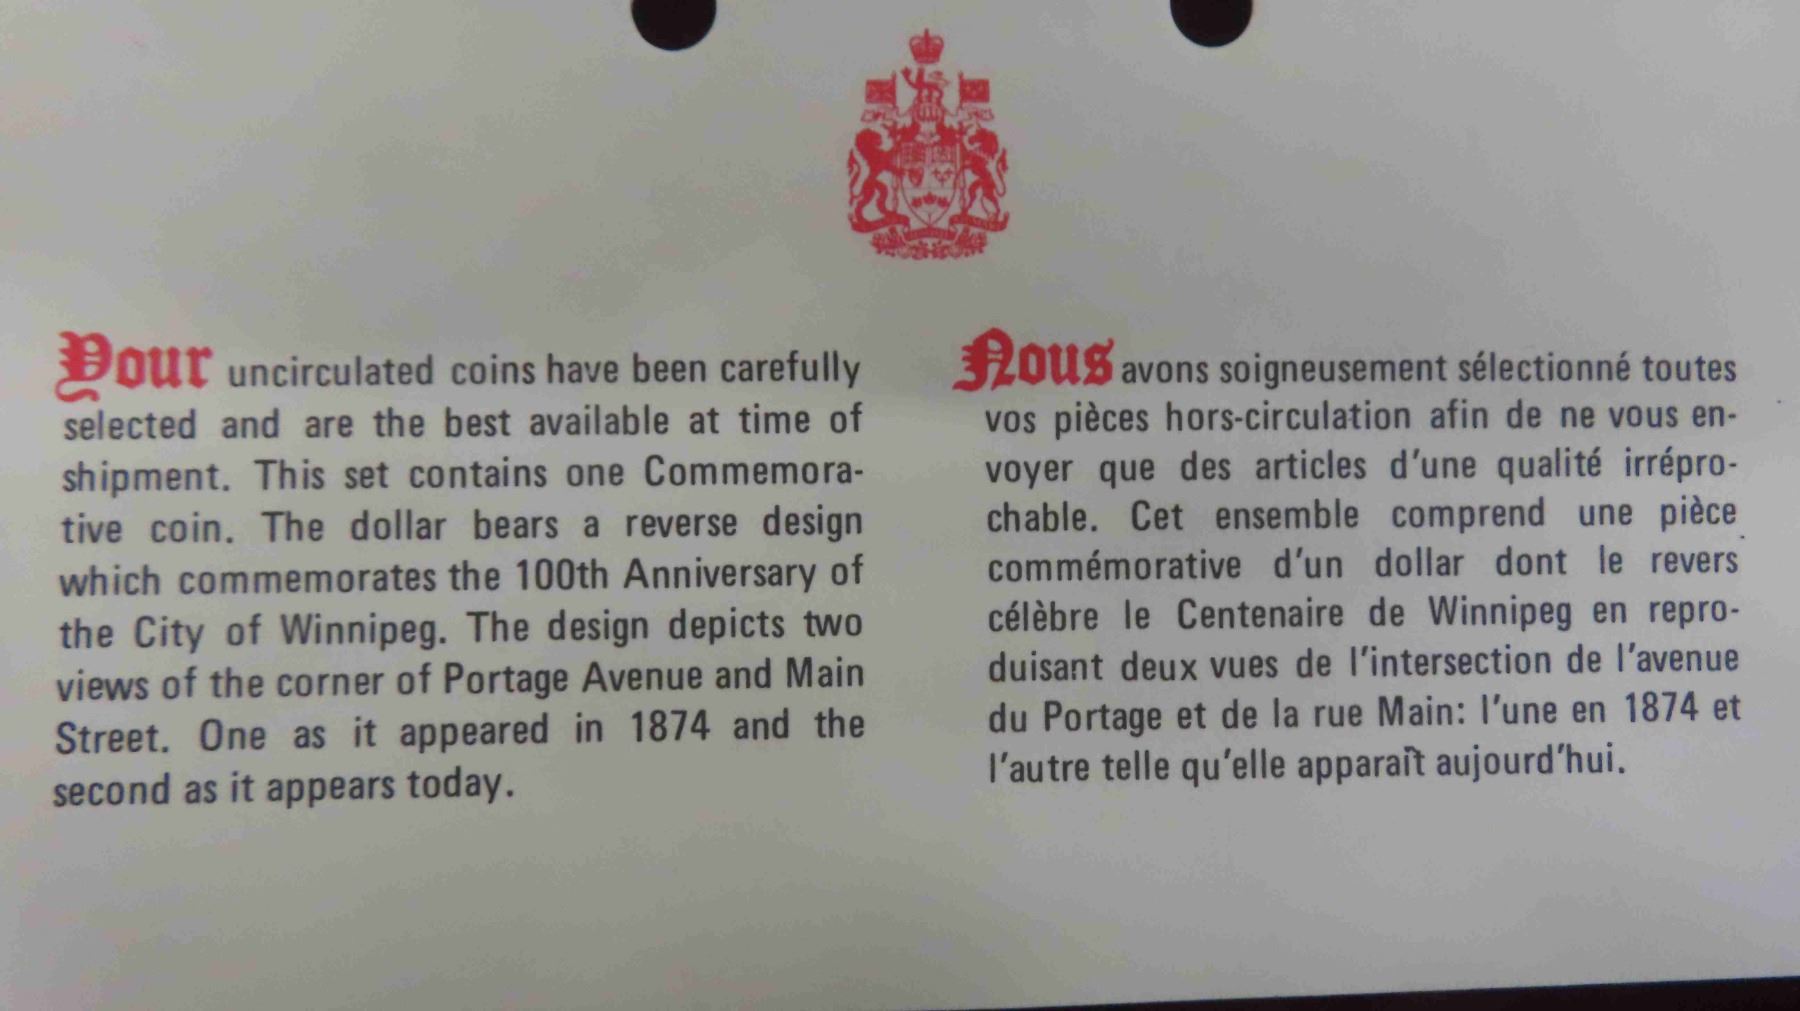 Your uncirculated coins have been carefully
selected and are the best available at time of
shipment. This set contains one Commemora-
tive coin. The dollar bears a reverse design
which commemorates the 100th Anniversary of
the City of Winnipeg. The design depicts two
views of the corner of Portage Avenue and Main
Street. One as it appeared in 1874 and the
second as it appears today.
Nous avons soigneusement sélectionné toutes
vos pièces hors-circulation afin de ne vous en-
voyer que des articles d'une qualité irrépro-
chable. Cet ensemble comprend une pièce
commémorative d'un dollar dont le revers
célèbre le Centenaire de Winnipeg en repro-
duisant deux vues de l'intersection de l'avenue
du Portage et de la rue Main: l'une en 1874 et
l'autre telle qu'elle apparaît aujourd'hui.